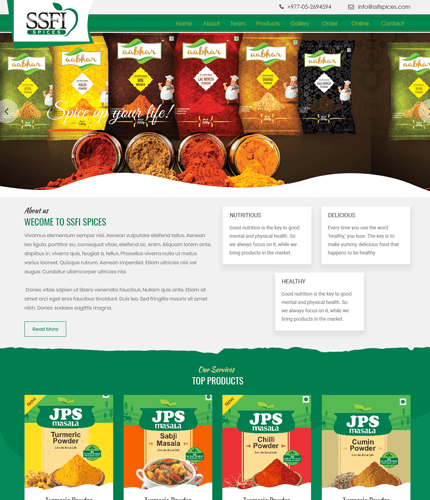 SSFI
SPICES
+977-05-2694594
info@ssfispices.com
Home About Team Products Gallery Order Online Contact
aabhar
aabhar
aabhar
aabhar
aabhar
Spice up your life!
About us
WECOME TO SSFI SPICES
Vivamus elementum semper nisi. Aenean vulputate eleifend tellus. Aenean
leo ligula, porttitor eu, consequat vitae, eleifend ac, enim. Aliquam lorem ante,
dapibus in, viverra quis, feugiat a, tellus. Phasellus viverra nulla ut metus
varius laoreet. Quisque rutrum. Aenean imperdiet. Etiam ultricies nisi vel
augue. Curabitur ullamcorper ultricies nisi.
Donec vitae sapien ut libero venenatis faucibus. Nullam quis ante. Etiam sit
amet orci eget eros faucibus tincidunt. Duis leo. Sed fringilla mauris sit amet
nibh. Donec sodales sagittis magna.
Read More
NUTRITIOUS
Good nutrition is the key to good
mental and physical health. So
we always focus on it, while we
bring products in the market.
DELICIOUS
Every time you use the word
'healthy,' you lose. The key is to
make yummy, delicious food that
happens to be healthy
HEALTHY
Good nutrition is the key to good
mental and physical health. So
we always focus on it, while we
bring products in the market.
Our Services
TOP PRODUCTS
New
JPS
masala
Turmeric
Powder
JPS
masala
Sabji
Masala
New
JPS
masala
Chilli
Powder
JPS
masala
Cumin
Powder